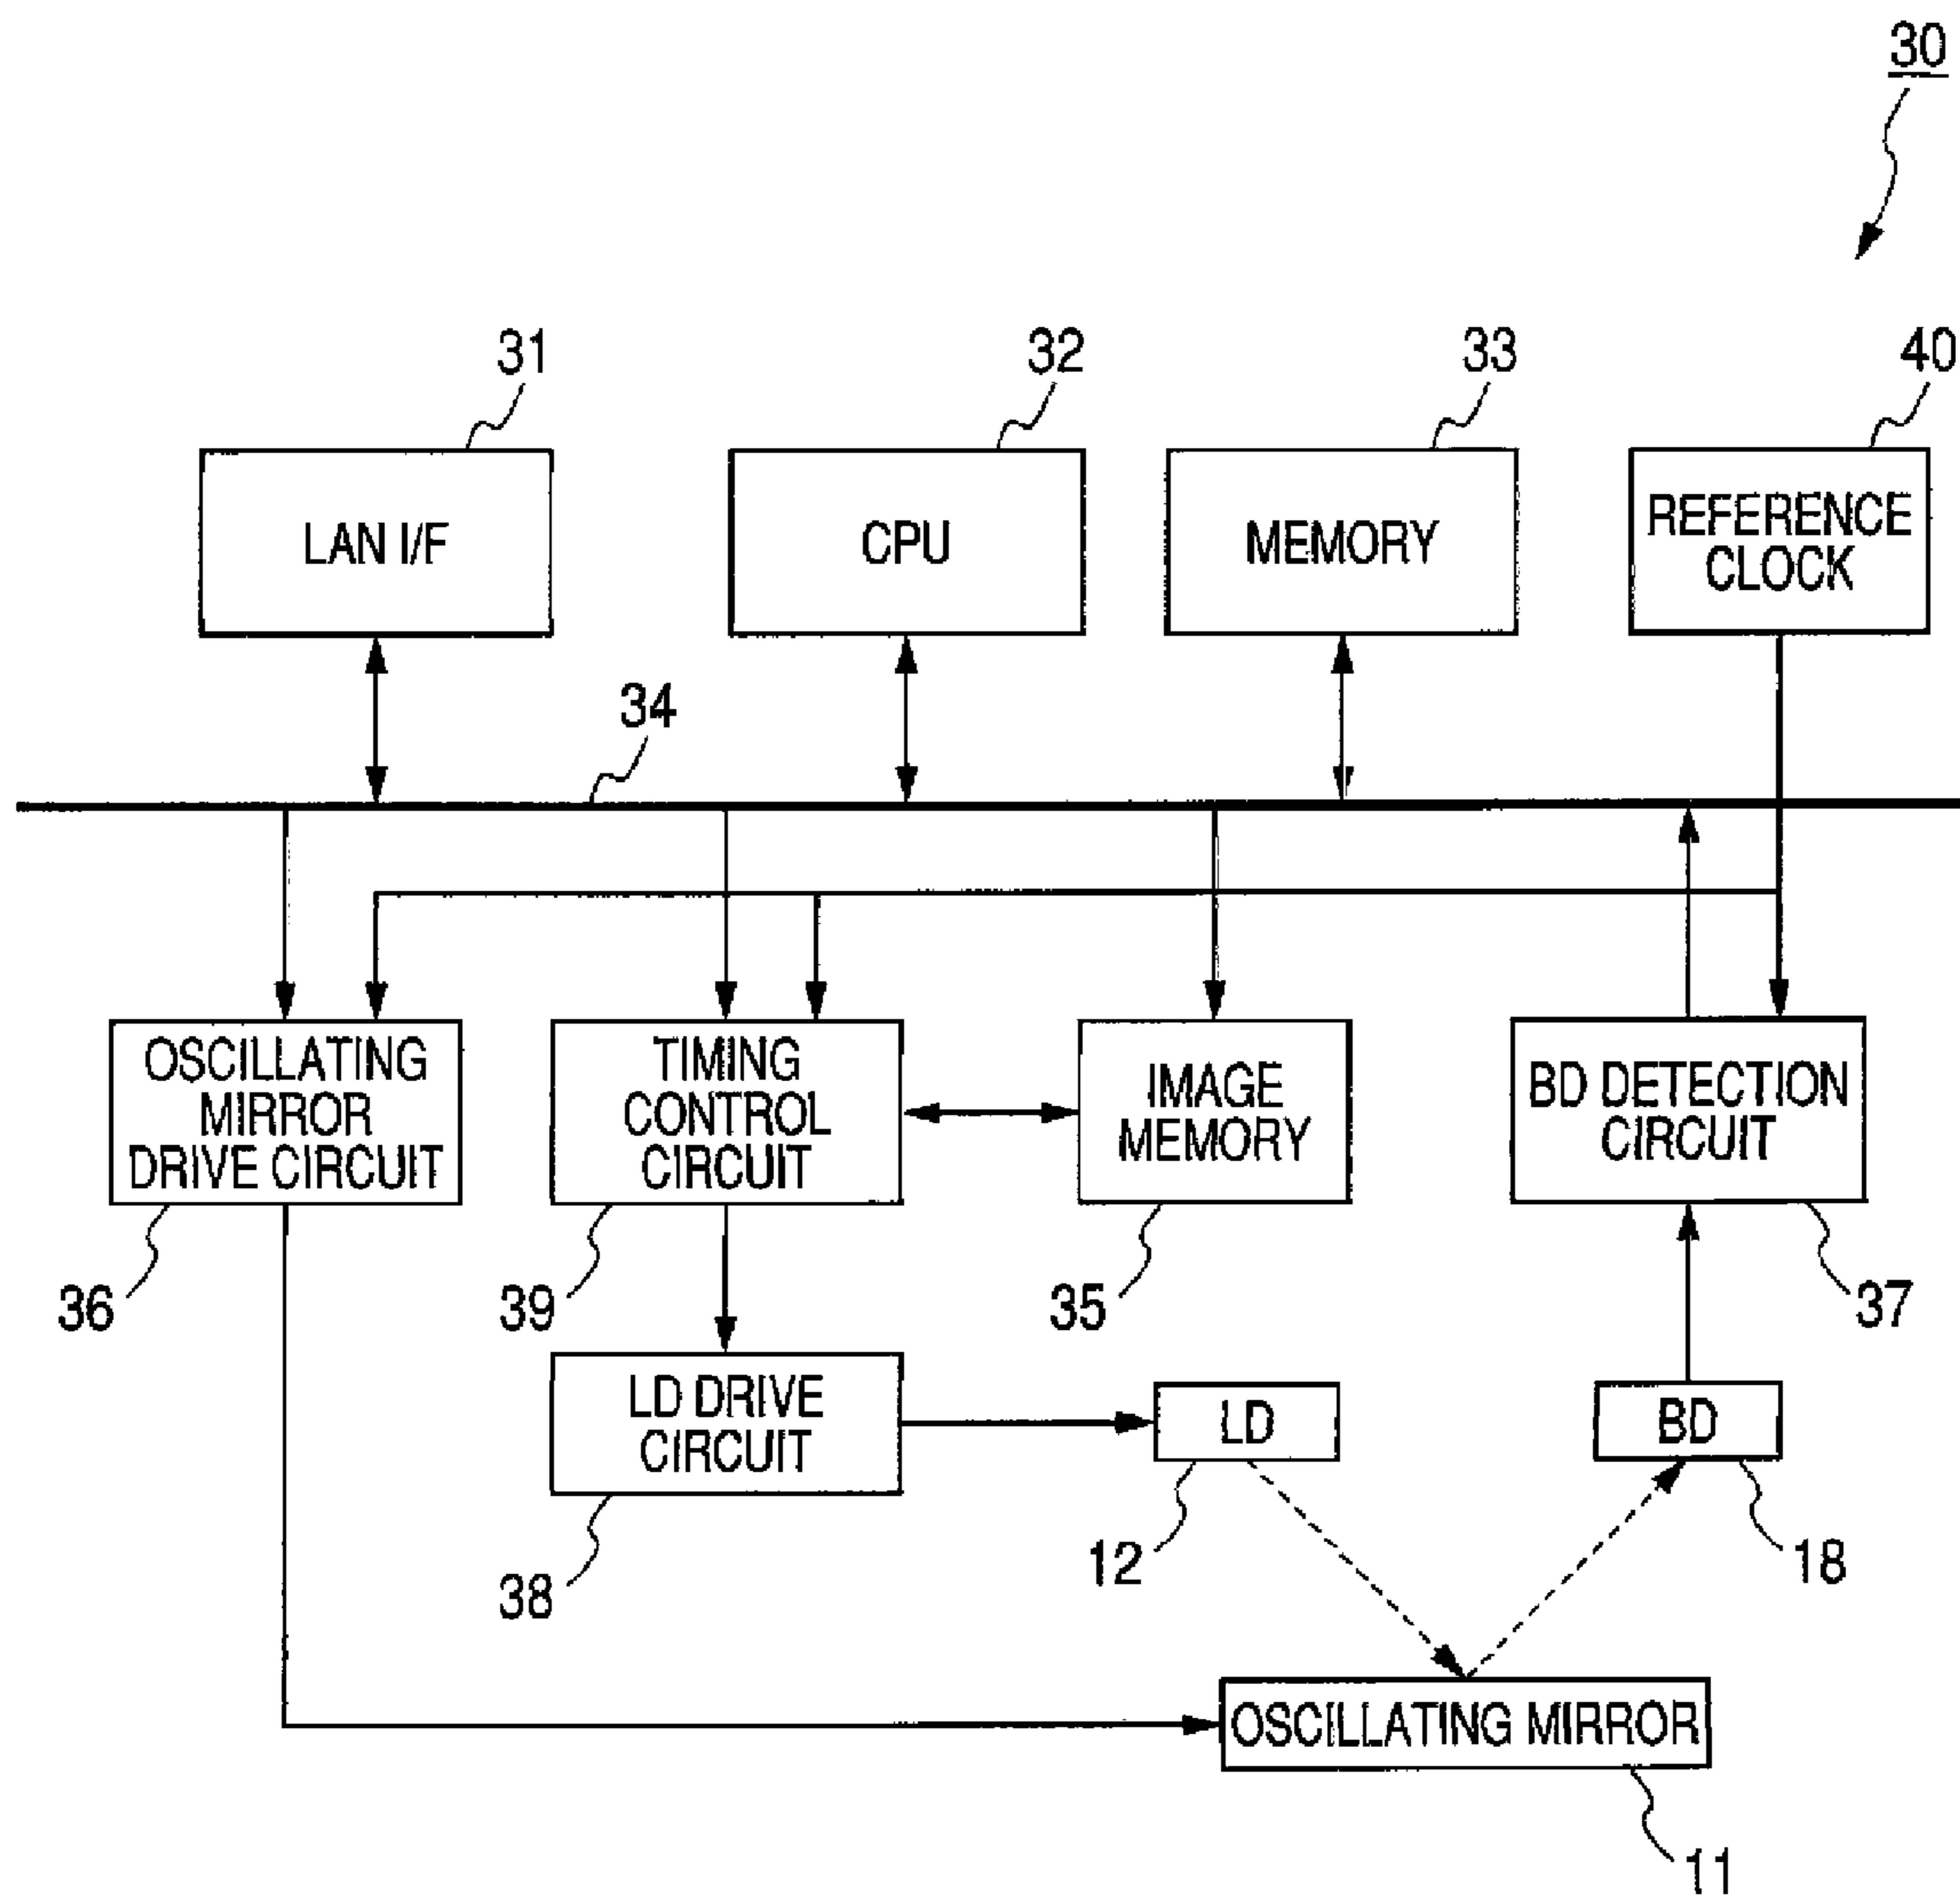 30
31
32
33
40
LAN I/F
CPU
MEMORY
REFERENCE
CLOCK
34
OSCILLATING
MIRROR
DRIVE CIRCUIT
TIMING
CONTROL
CIRCUIT
IMAGE
MEMORY
BD DETECTION
CIRCUIT
36
39
35
37
LD DRIVE
CIRCUIT
LD
BD
38
12
18
OSCILLATING MIRROR
11